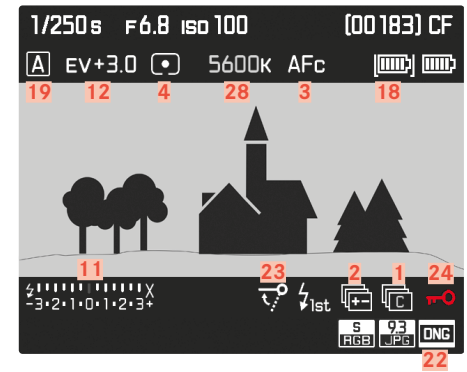 1/250s F6.8 ISO 100 (00183) CF
A EV+3.0 5600K AFc
19 12 4 28 3 18
11 23 2 1 24
X 1st +- C
-3·2·1·0·1·2·3+
S RGB 9.3 JPG DNG
22